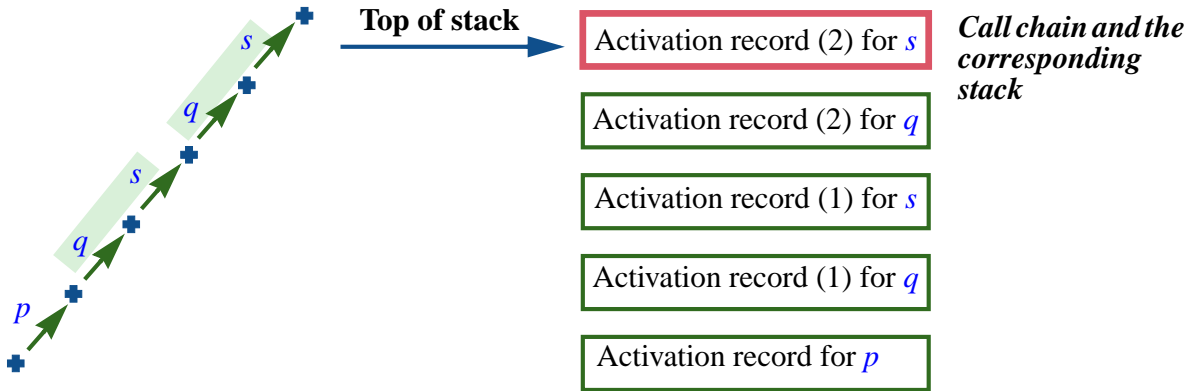 s
q
s
q
p
Top of stack
Activation record (2) for s
Activation record (2) for q
Activation record (1) for s
Activation record (1) for q
Activation record for p
Call chain and the
corresponding
stack